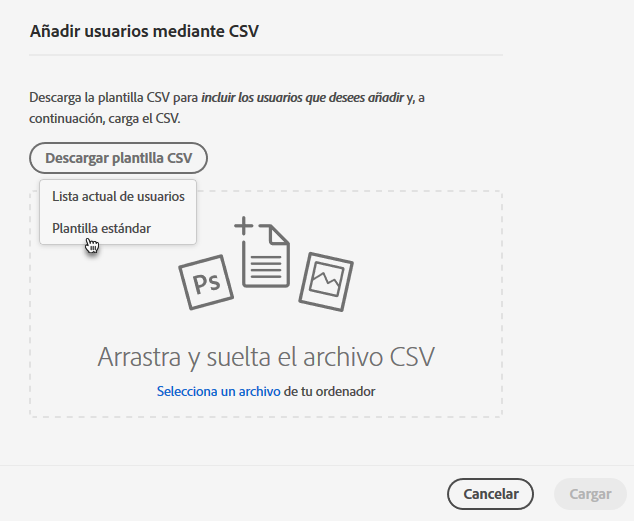 Añadir usuarios mediante CSV
Descarga la plantilla CSV para incluir los usuarios que desees añadir y, a
continuación, carga el CSV.
Descargar plantilla CSV
Lista actual de usuarios
Plantilla estándar
Ps
Arrastra y suelta el archivo CSV
Selecciona un archivo de tu ordenador
Cancelar
Cargar